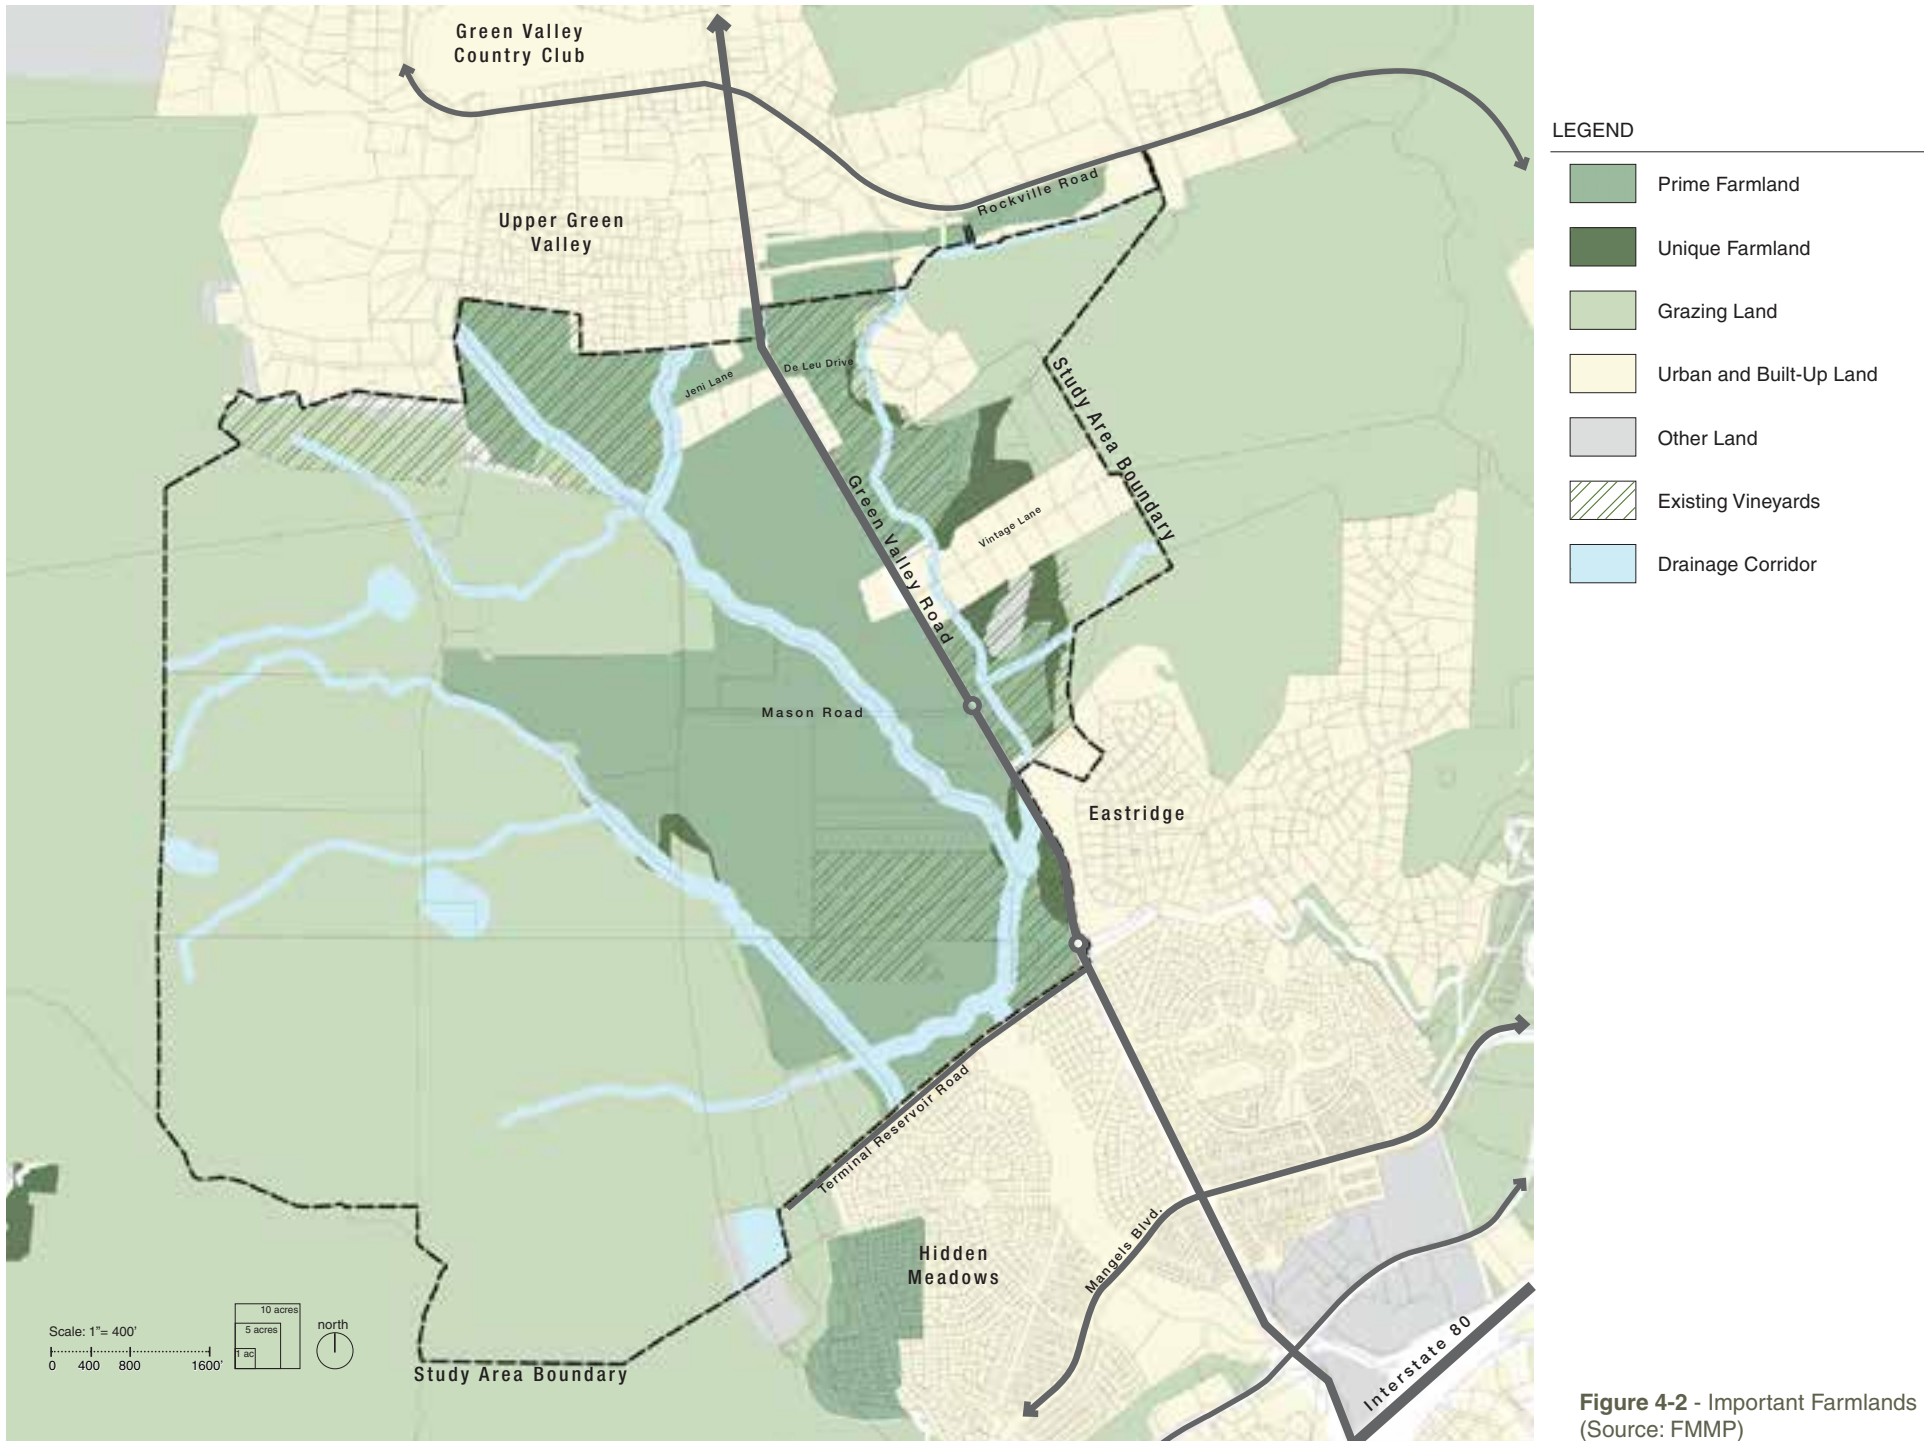 Green Valley
Country Club
Rockville Road
Upper Green
Valley
De Leu Drive
Jeni Lane
Study Area Boundary
Green Valley Road
Vintage Lane
Mason Road
Eastridge
Terminal Reservoir Road
Mangels Blvd.
Hidden
Meadows
Interstate 80
Study Area Boundary
Scale: 1"= 400'
0 400 800 1600'
10 acres
5 acres
1 ac
north
LEGEND
Prime Farmland
Unique Farmland
Grazing Land
Urban and Built-Up Land
Other Land
Existing Vineyards
Drainage Corridor
Figure 4-2 - Important Farmlands
(Source: FMMP)